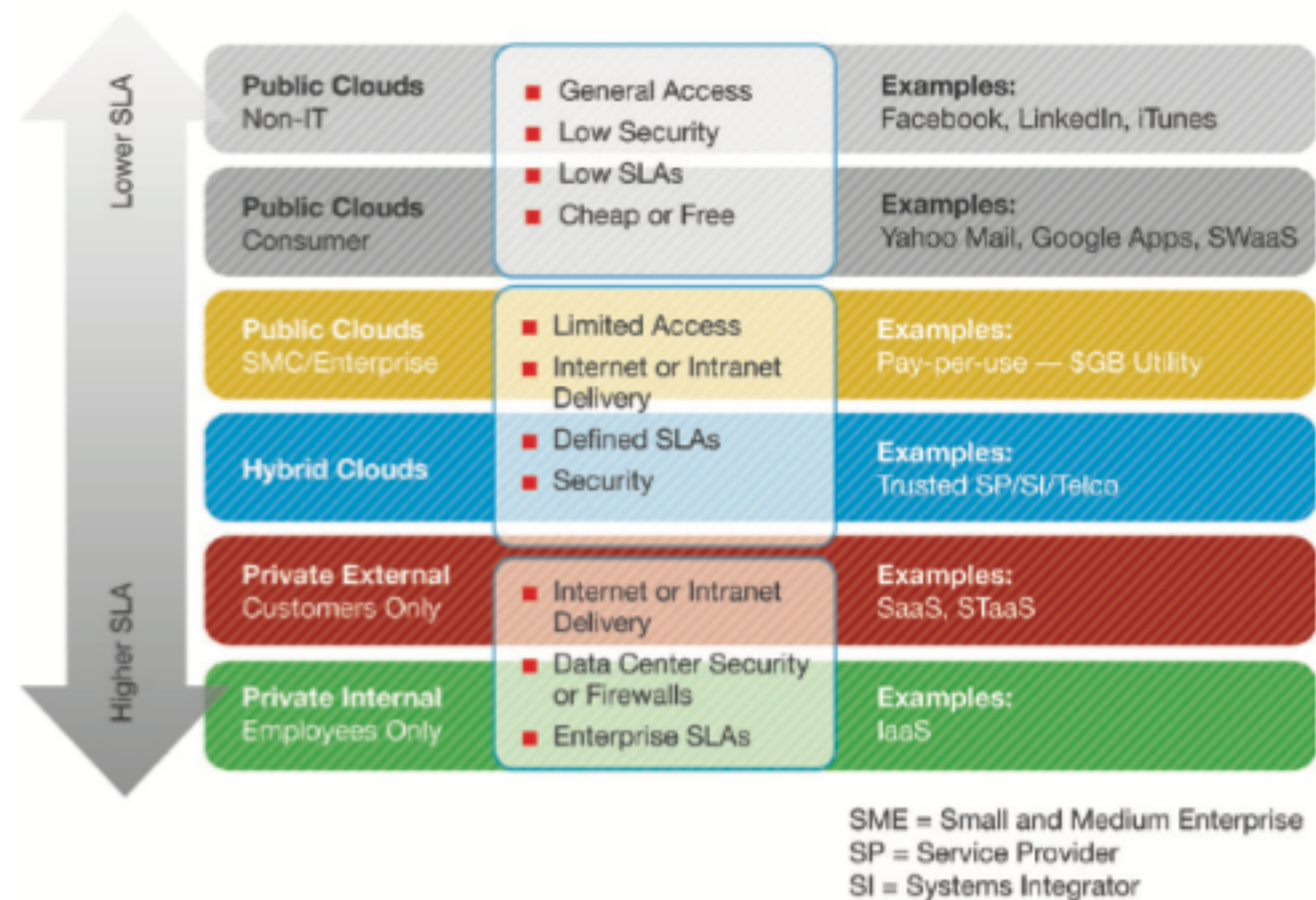 Lower SLA
Higher SLA
Public Clouds
Non-IT
Public Clouds
Consumer
General Access
Low Security
Low SLAs
Cheap or Free
Examples:
Facebook, LinkedIn, iTunes
Examples:
Yahoo Mail, Google Apps, SWaaS
Public Clouds
SMC/Enterprise
Hybrid Clouds
Limited Access
Internet or Intranet
Delivery
Defined SLAs
Security
Examples:
Pay-per-use — $GB Utility
Examples:
Trusted SP/SI/Telco
Private External
Customers Only
Private Internal
Employees Only
Internet or Intranet
Delivery
Data Center Security
or Firewalls
Enterprise SLAs
Examples:
SaaS, STaaS
Examples:
IaaS
SME = Small and Medium Enterprise
SP = Service Provider
SI = Systems Integrator